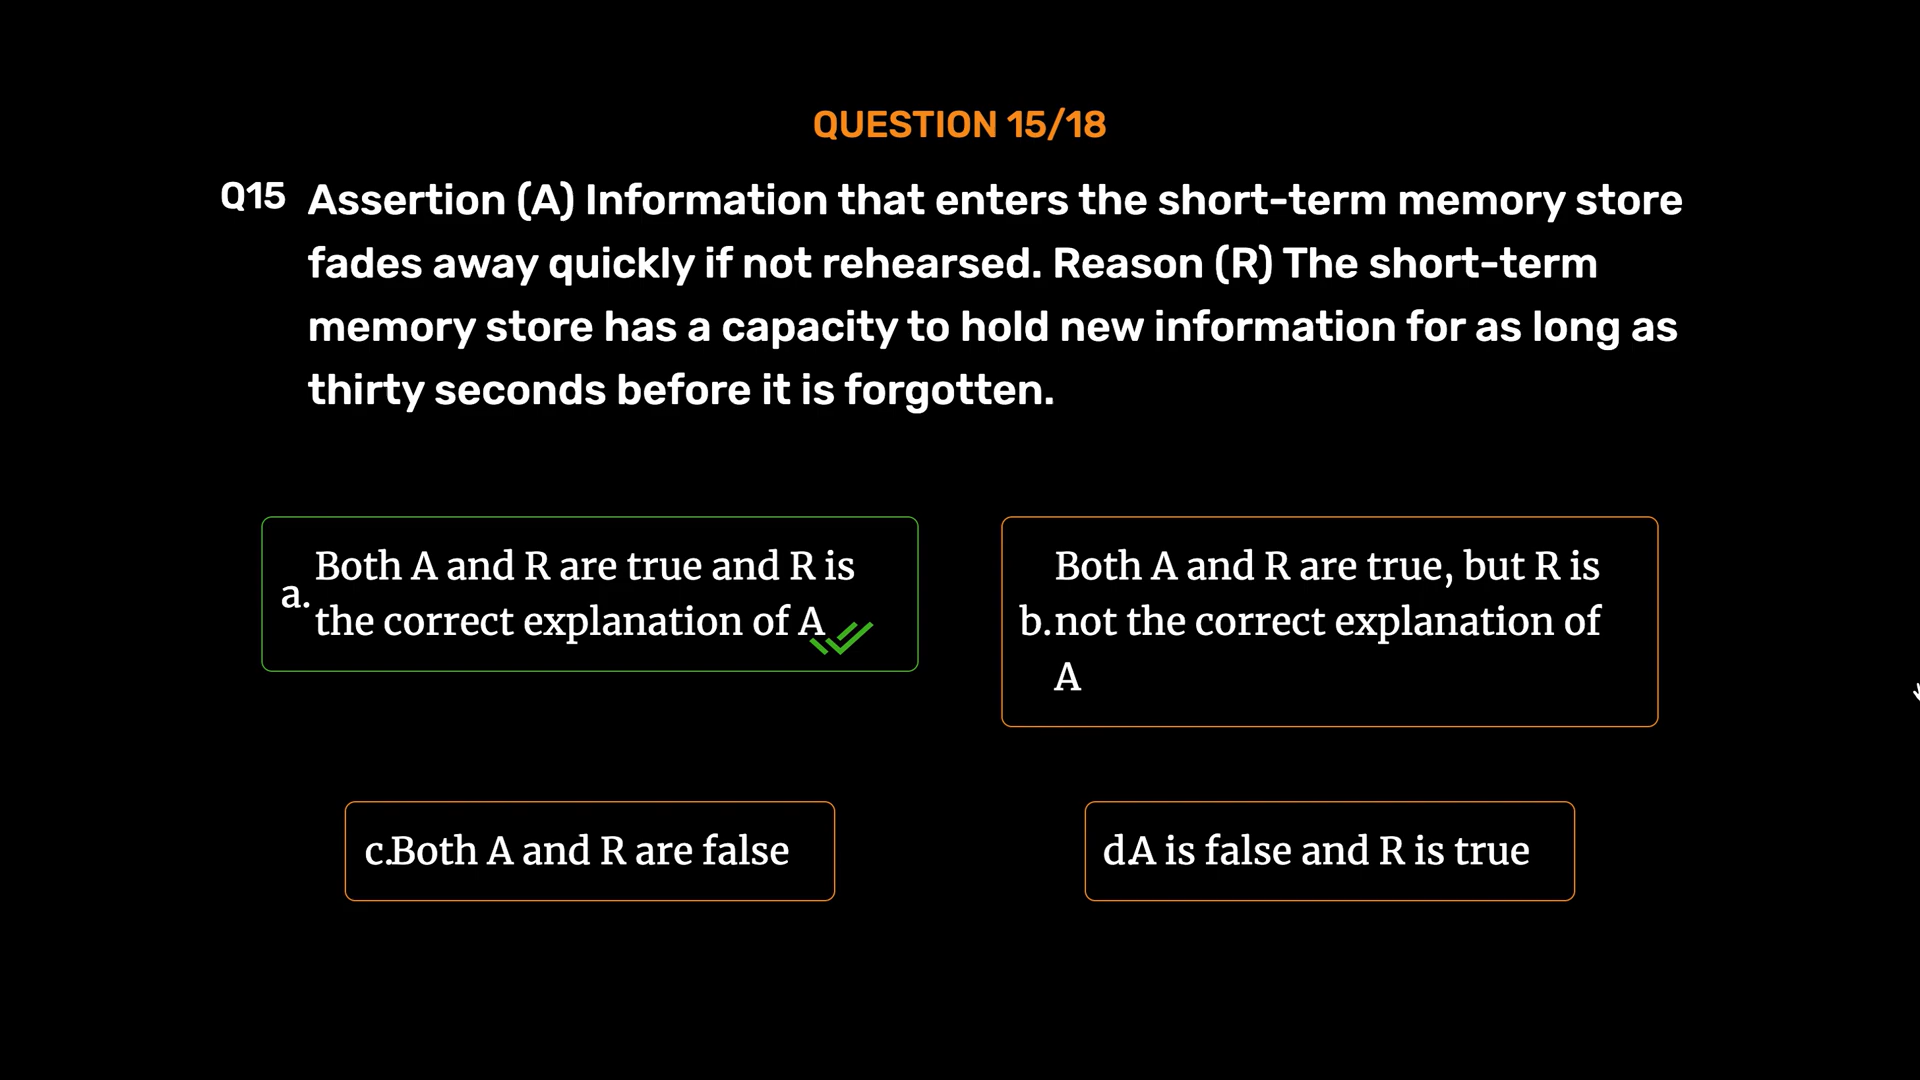 QUESTION 15/18
Q15 Assertion (A) Information that enters the short-term memory store
fades away quickly if not rehearsed. Reason (R) The short-term
memory store has a capacity to hold new information for as long as
thirty seconds before it is forgotten.
a. Both A and R are true and R is
the correct explanation of A
b. Both A and R are true, but R is
not the correct explanation of
A
c. Both A and R are false
d. A is false and R is true